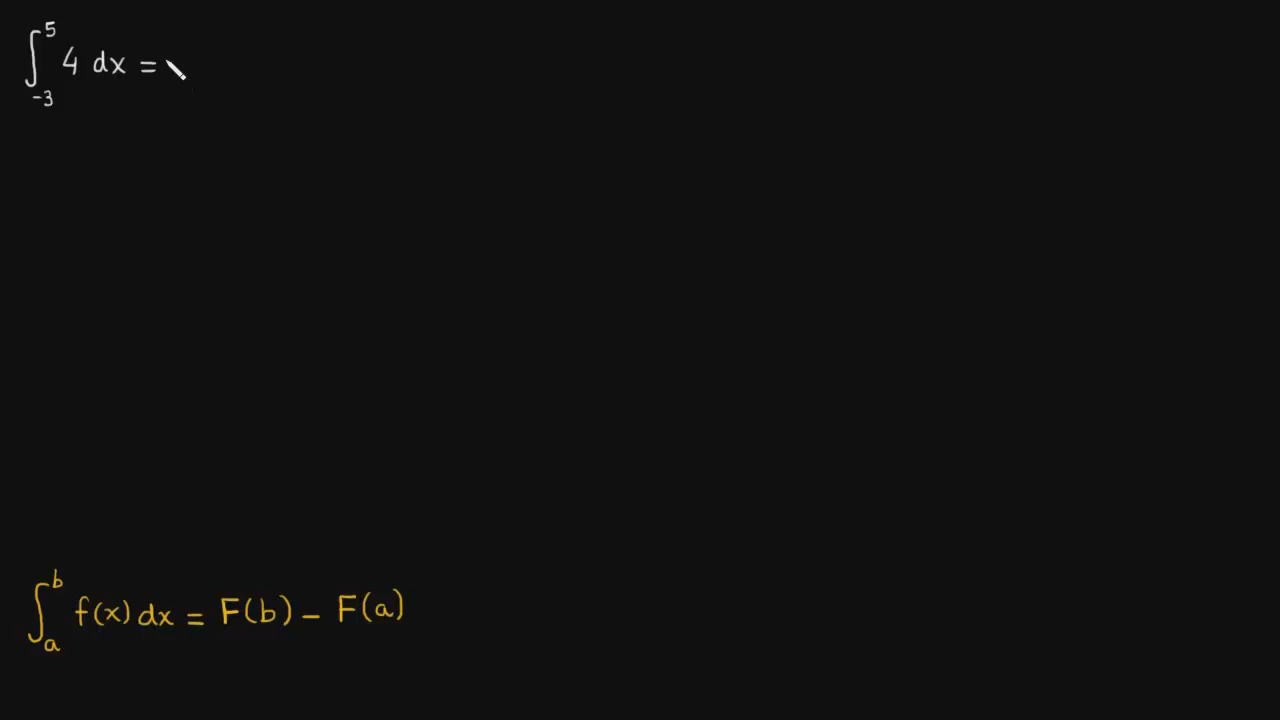 ∫₋₃⁵ 4 dx =
∫ₐᵇ f(x) dx = F(b) − F(a)